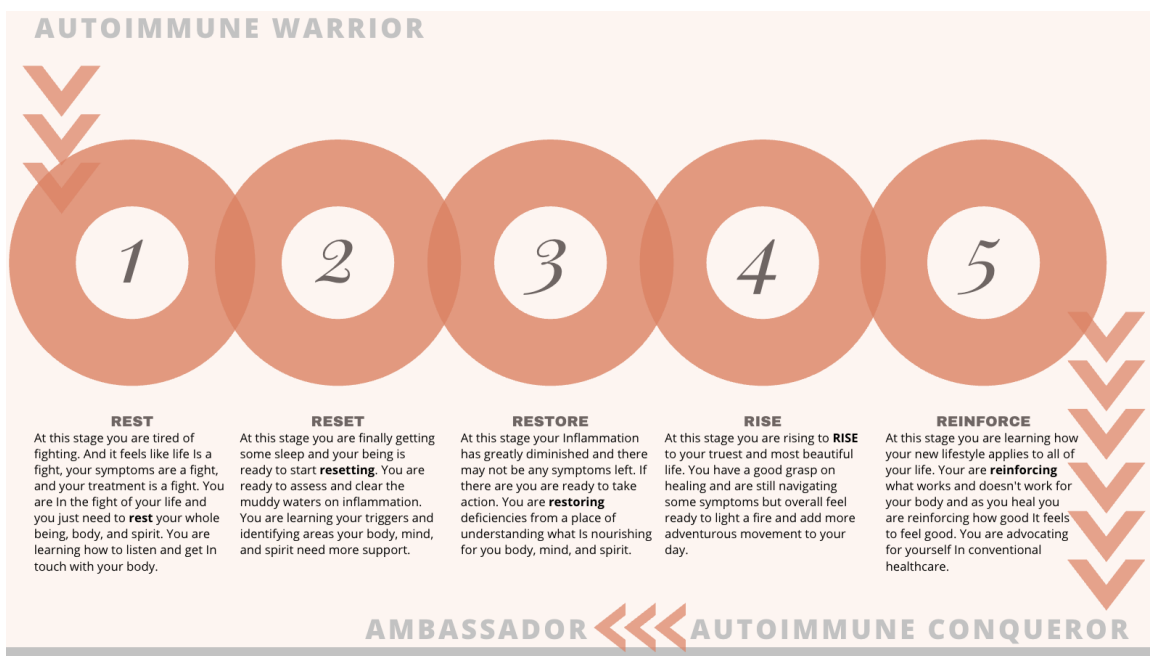 AUTOIMMUNE WARRIOR
1
2
3
4
5
REST
At this stage you are tired of
fighting. And it feels like life Is a
fight, your symptoms are a fight,
and your treatment is a fight. You
are In the fight of your life and
you just need to rest your whole
being, body, and spirit. You are
learning how to listen and get In
touch with your body.
RESET
At this stage you are finally getting
some sleep and your being is
ready to start resetting. You are
ready to assess and clear the
muddy waters on inflammation.
You are learning your triggers and
identifying areas your body, mind,
and spirit need more support.
RESTORE
At this stage your Inflammation
has greatly diminished and there
may not be any symptoms left. If
there are you are ready to take
action. You are restoring
deficiencies from a place of
understanding what Is nourishing
for you body, mind, and spirit.
RISE
At this stage you are rising to RISE
to your truest and most beautiful
life. You have a good grasp on
healing and are still navigating
some symptoms but overall feel
ready to light a fire and add more
adventurous movement to your
day.
REINFORCE
At this stage you are learning how
your new lifestyle applies to all of
your life. Your are reinforcing
what works and doesn't work for
your body and as you heal you
are reinforcing how good It feels
to feel good. You are advocating
for yourself In conventional
healthcare.
AMBASSADOR AUTOIMMUNE CONQUEROR